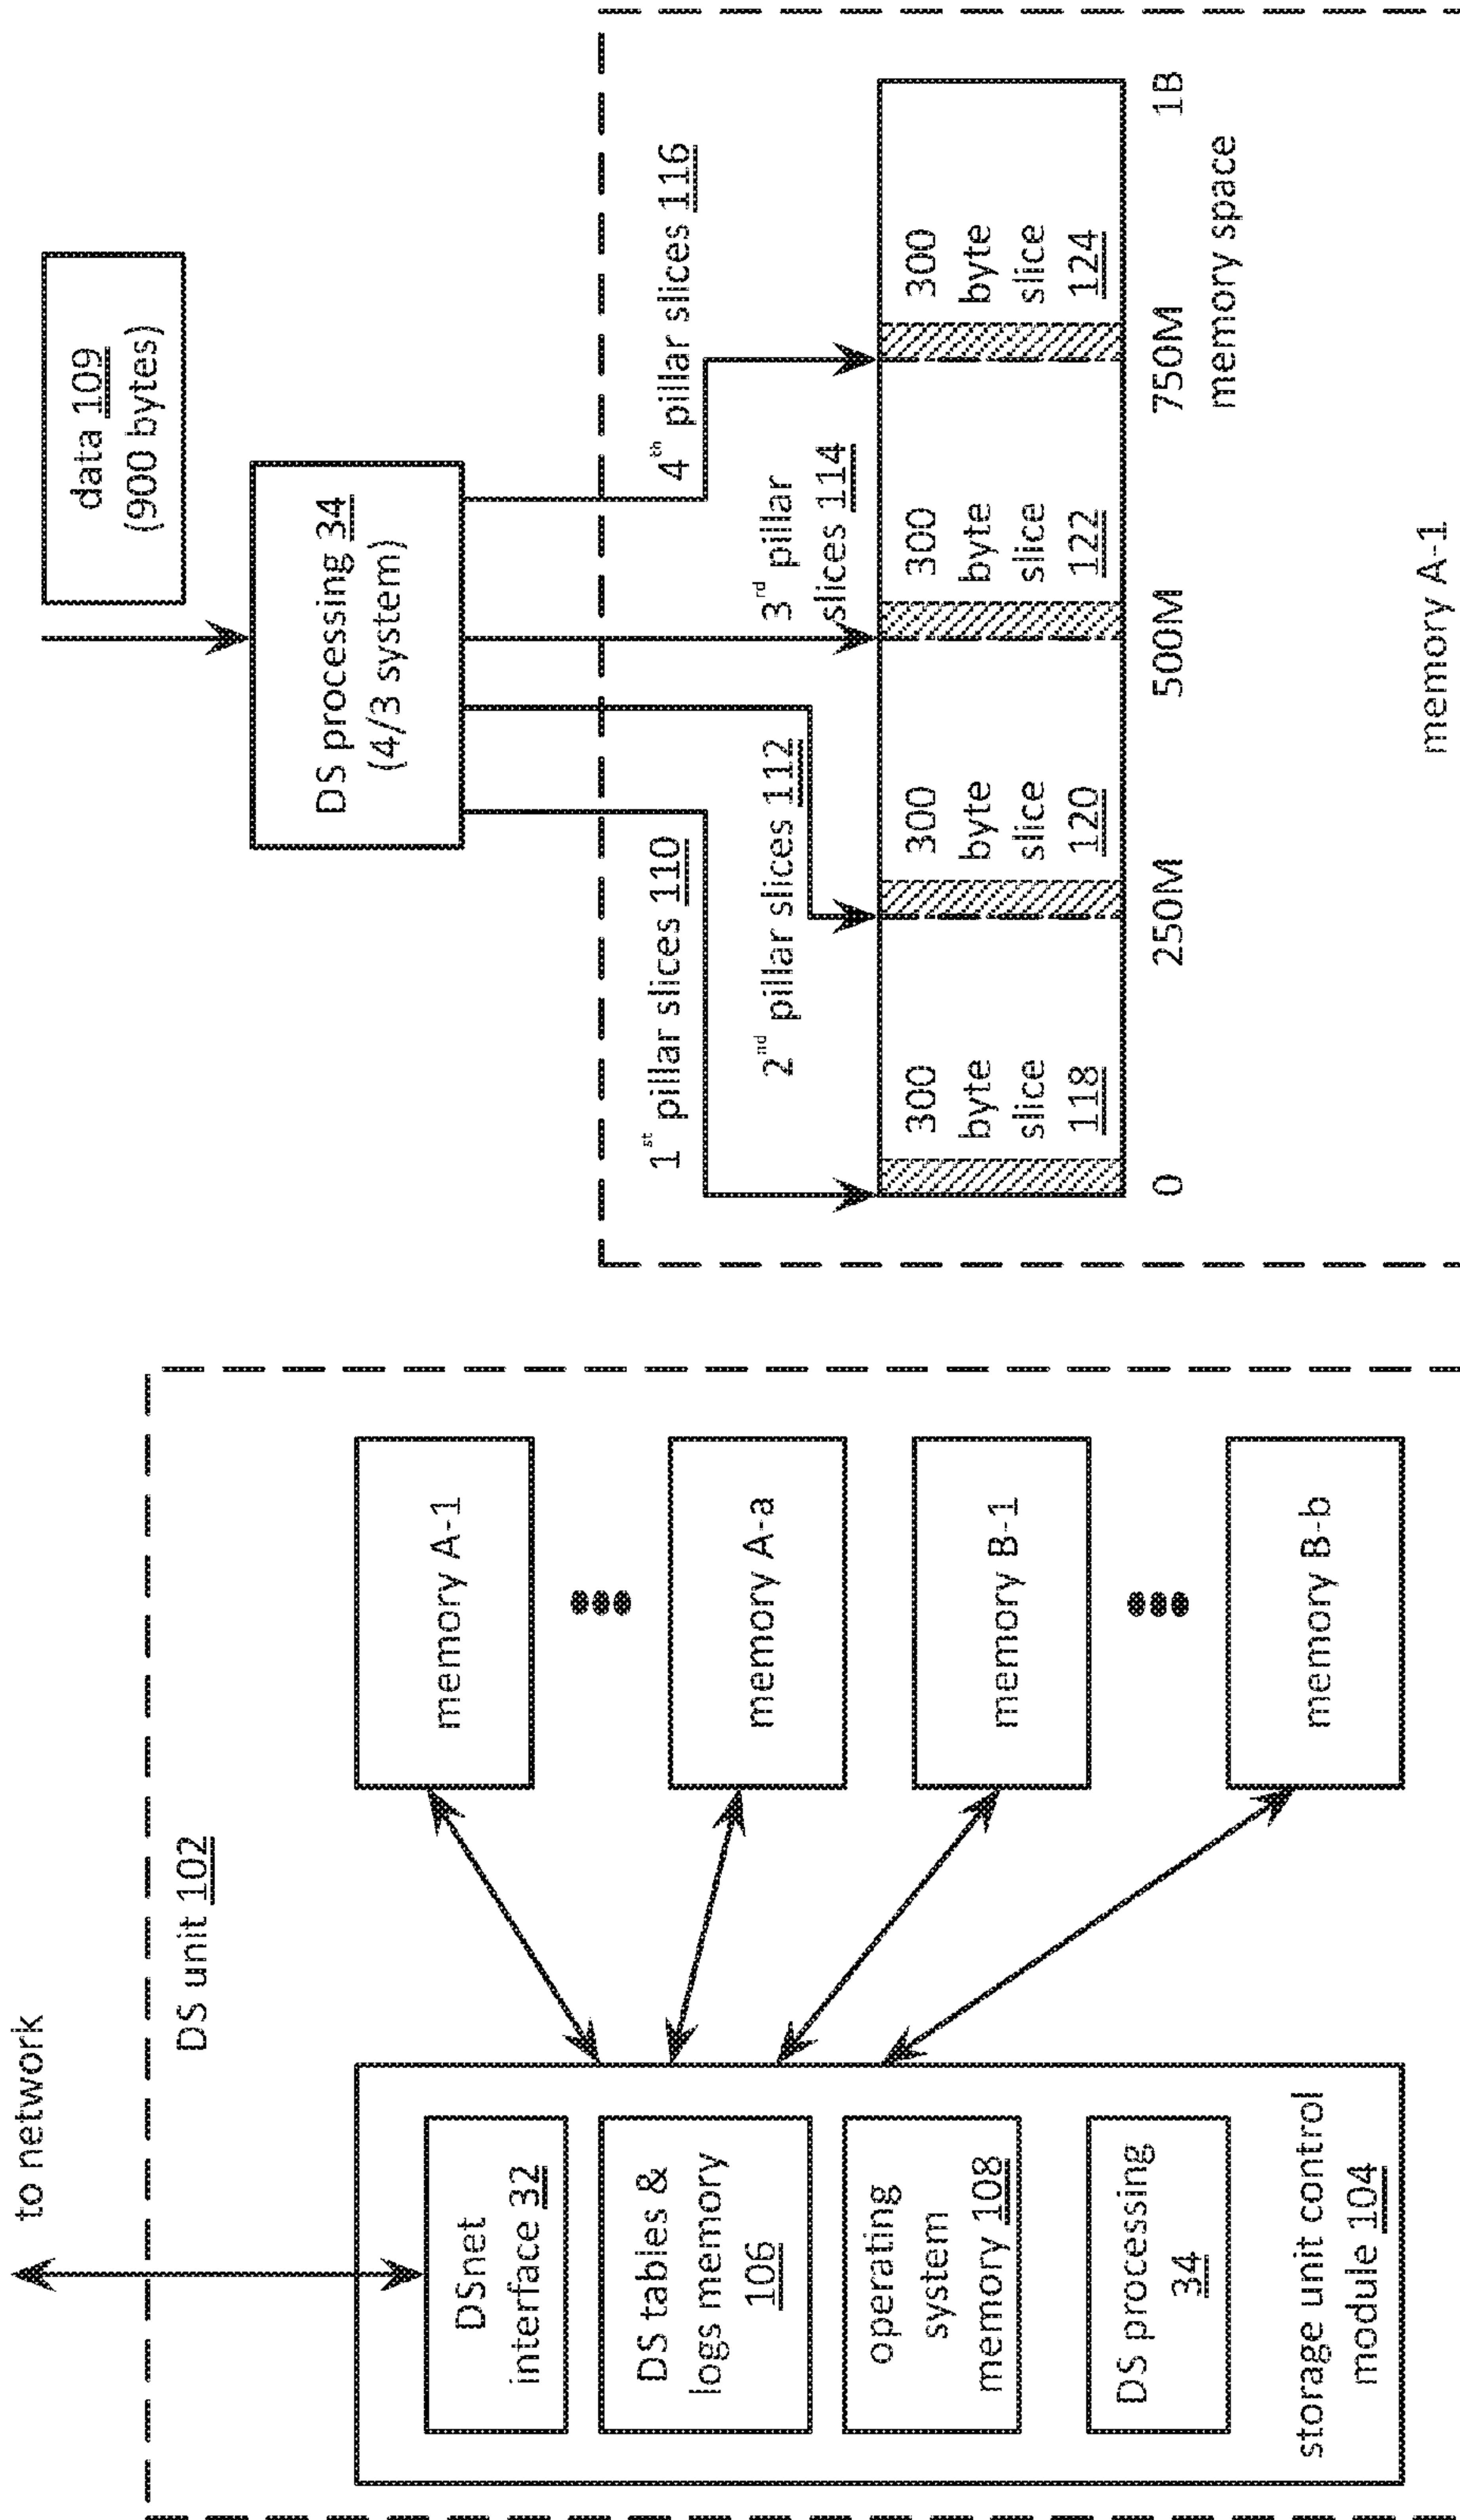 to network
DS unit 102
DSnet
interface 32
DS tables &
logs memory
106
operating
system
memory 108
DS processing
34
storage unit control
module 104
memory A-1
memory A-a
memory B-1
memory B-b
data 109
(900 bytes)
DS processing 34
(4/3 system)
1st pillar slices 110
2nd pillar slices 112
3rd pillar
slices 114
4th pillar slices 116
300
byte
slice
118
300
byte
slice
120
300
byte
slice
122
300
byte
slice
124
0
250M
500M
750M
1B
memory space
memory A-1